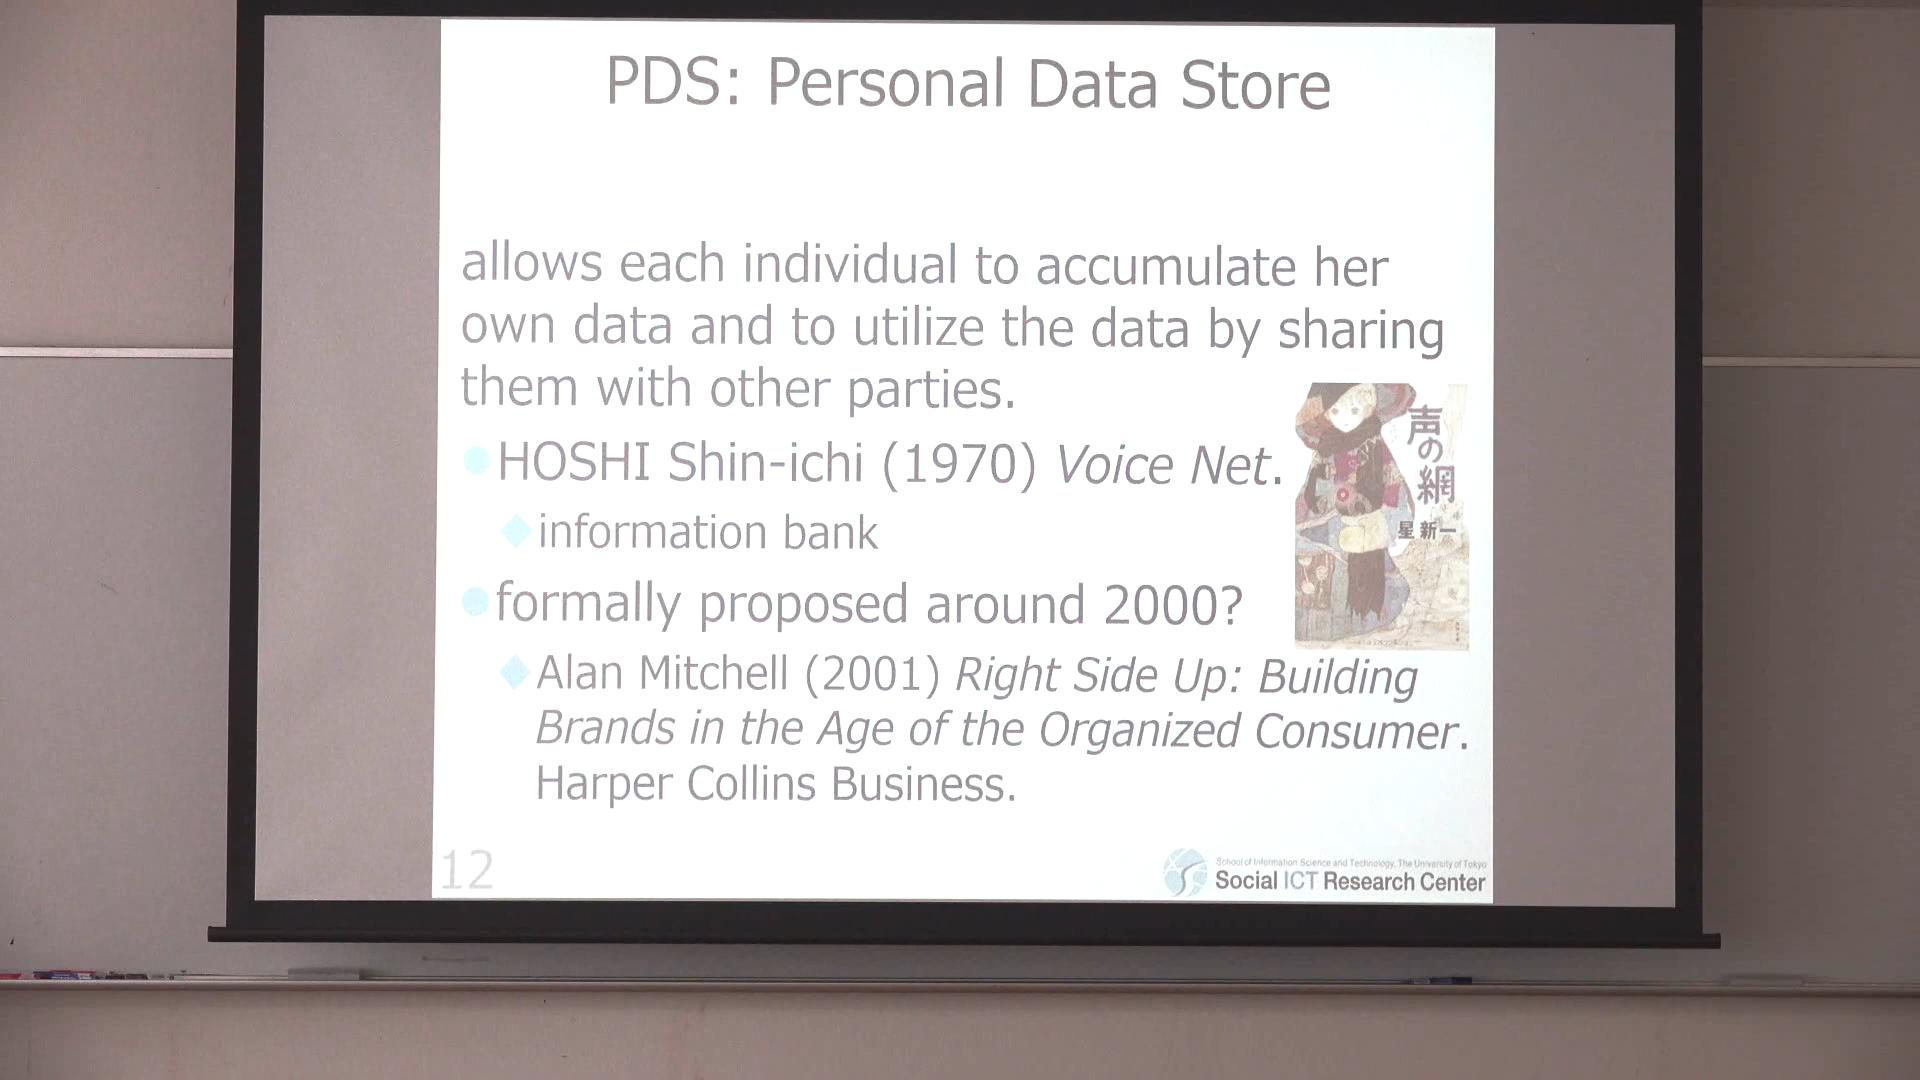 PDS: Personal Data Store
allows each individual to accumulate her
own data and to utilize the data by sharing
them with other parties.
HOSHI Shin-ichi (1970) Voice Net.
information bank
formally proposed around 2000?
Alan Mitchell (2001) Right Side Up: Building
Brands in the Age of the Organized Consumer.
Harper Collins Business.
声の網
星 新一
12
School of Information Science and Technology, The University of Tokyo
Social ICT Research Center